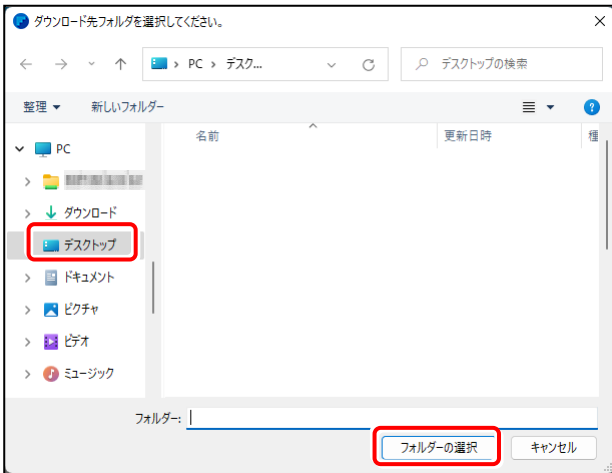 ダウンロード先フォルダを選択してください。
PC › デスク...
デスクトップの検索
整理
新しいフォルダー
名前
更新日時
種
PC
ダウンロード
デスクトップ
ドキュメント
ピクチャ
ビデオ
ミュージック
フォルダー:
フォルダーの選択
キャンセル